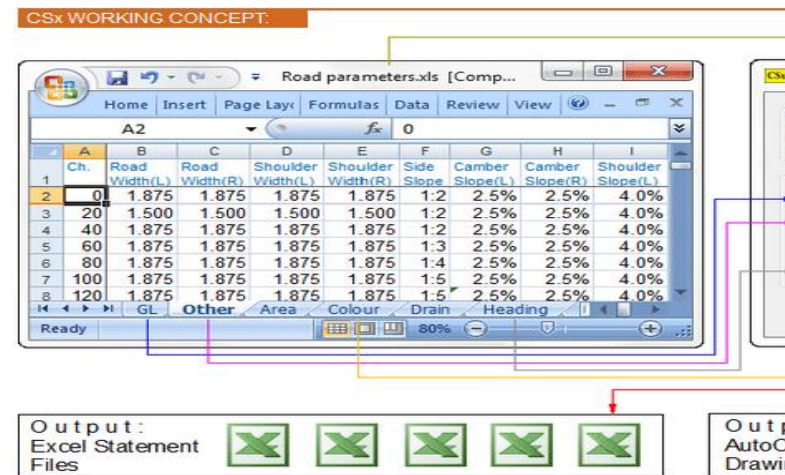 CSx WORKING CONCEPT:
Road parameters.xls [Comp...
Home Insert Page Layo Formulas Data Review View
A2 fx 0
A B C D E F G H I
1 Ch. Road Width(L) Road Width(R) Shoulder Width(L) Shoulder Width(R) Side Slope Camber Slope(L) Camber Slope(R) Shoulder Slope(L)
2 0 1.875 1.875 1.875 1.875 1:2 2.5% 2.5% 4.0%
3 20 1.500 1.500 1.500 1.500 1:2 2.5% 2.5% 4.0%
4 40 1.875 1.875 1.875 1.875 1:2 2.5% 2.5% 4.0%
5 60 1.875 1.875 1.875 1.875 1:3 2.5% 2.5% 4.0%
6 80 1.875 1.875 1.875 1.875 1:4 2.5% 2.5% 4.0%
7 100 1.875 1.875 1.875 1.875 1:5 2.5% 2.5% 4.0%
8 120 1.875 1.875 1.875 1.875 1:5 2.5% 2.5% 4.0%
GL Other Area Colour Drain Heading
Ready 80%
CSx
Output:
Excel Statement
Files
Outp
AutoC
Drawi